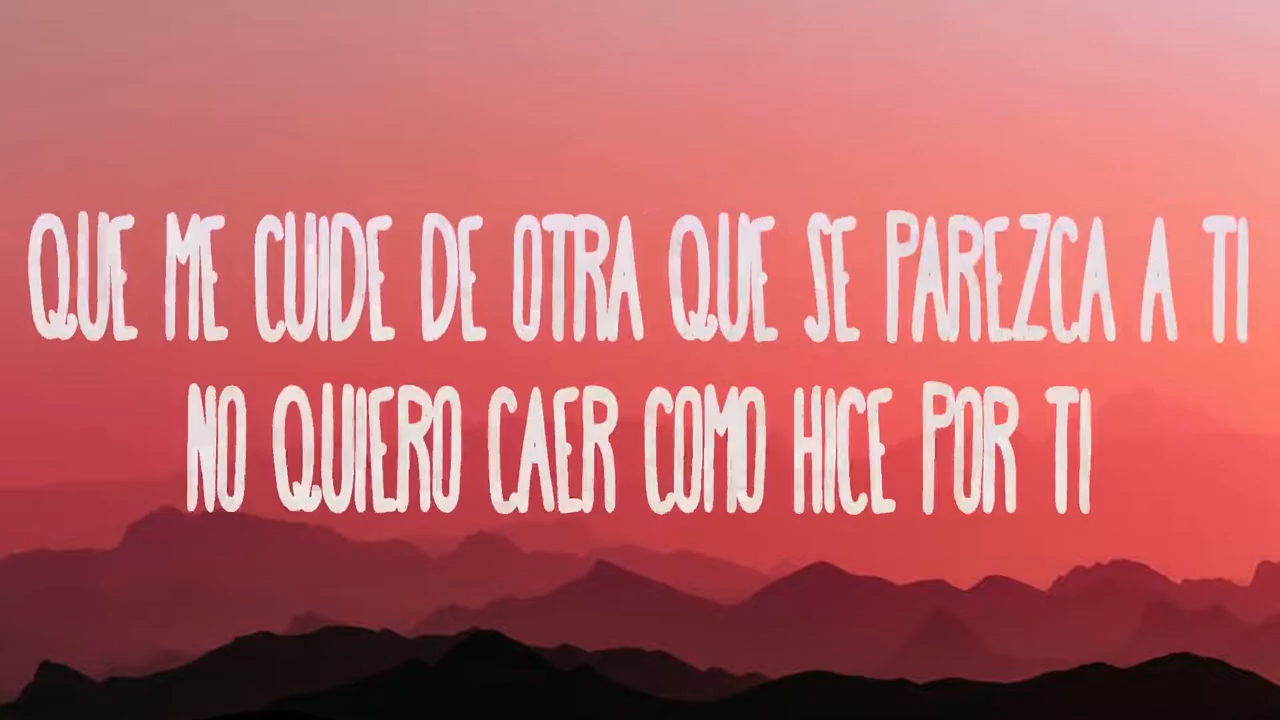 QUE ME CUIDE DE OTRA QUE SE PAREZCA A TI
NO QUIERO CAER COMO HICE POR TI